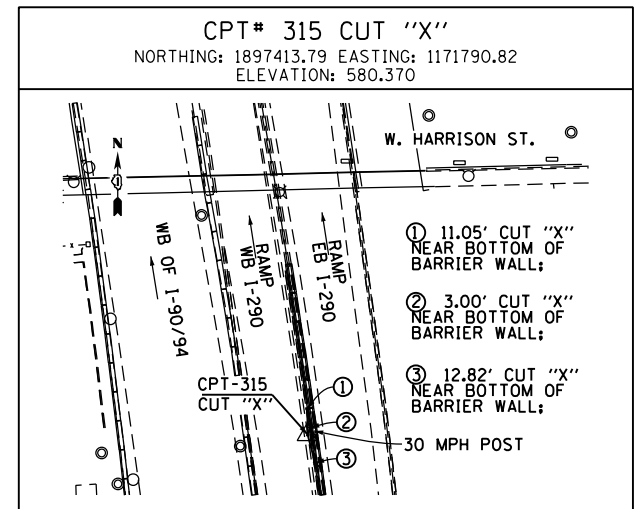 CPT# 315 CUT "X"
NORTHING: 1897413.79 EASTING: 1171790.82
ELEVATION: 580.370
W. HARRISON ST.
N
WB OF I-90/94
RAMP
WB I-290
RAMP
EB I-290
① 11.05' CUT "X"
NEAR BOTTOM OF
BARRIER WALL;
② 3.00' CUT "X"
NEAR BOTTOM OF
BARRIER WALL;
③ 12.82' CUT "X"
NEAR BOTTOM OF
BARRIER WALL;
CPT-315
CUT "X"
①
②
30 MPH POST
③